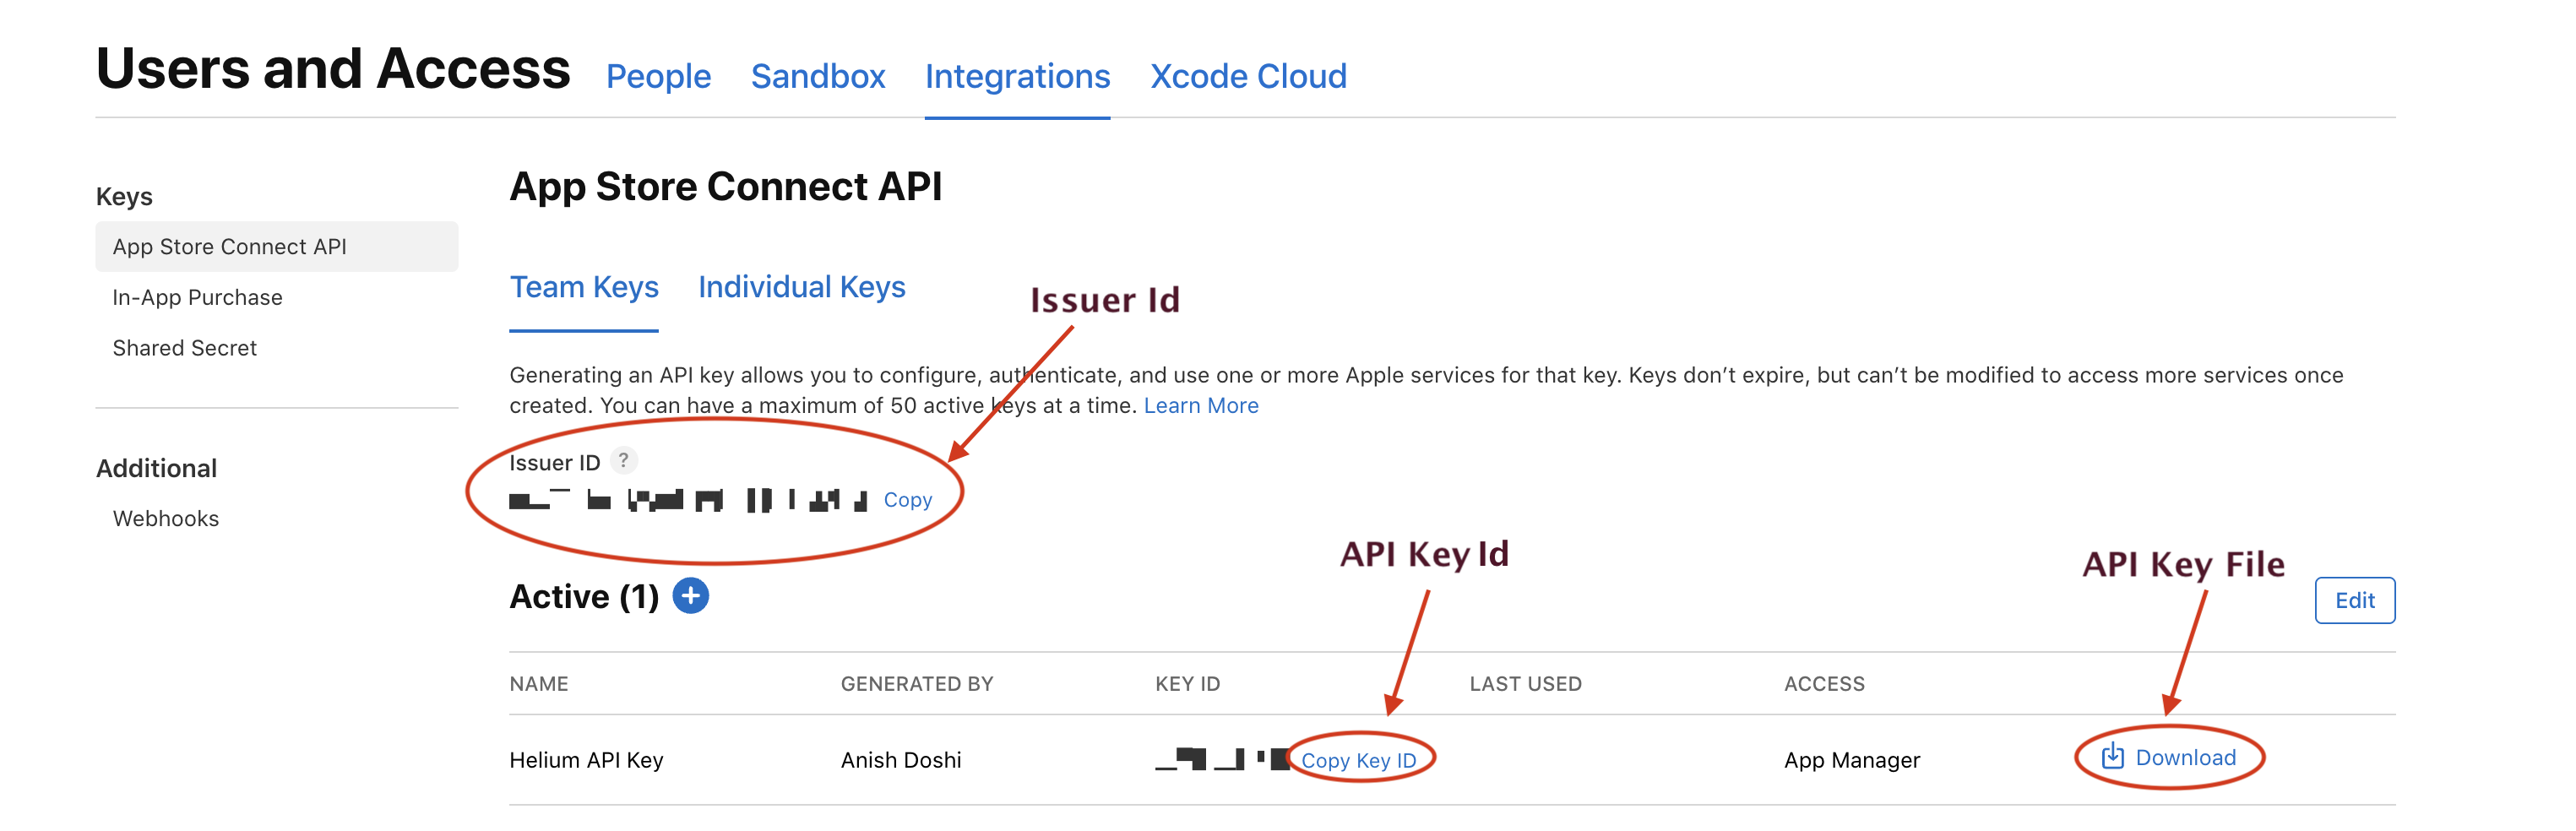 Users and Access People Sandbox Integrations Xcode Cloud
Keys
App Store Connect API
In-App Purchase
Shared Secret
Additional
Webhooks
App Store Connect API
Team Keys Individual Keys
Issuer Id
Generating an API key allows you to configure, authenticate, and use one or more Apple services for that key. Keys don’t expire, but can’t be modified to access more services once
created. You can have a maximum of 50 active keys at a time. Learn More
Issuer ID ?
Copy
API Key Id
API Key File
Active (1) +
Edit
NAME GENERATED BY KEY ID LAST USED ACCESS
Helium API Key Anish Doshi Copy Key ID App Manager Download